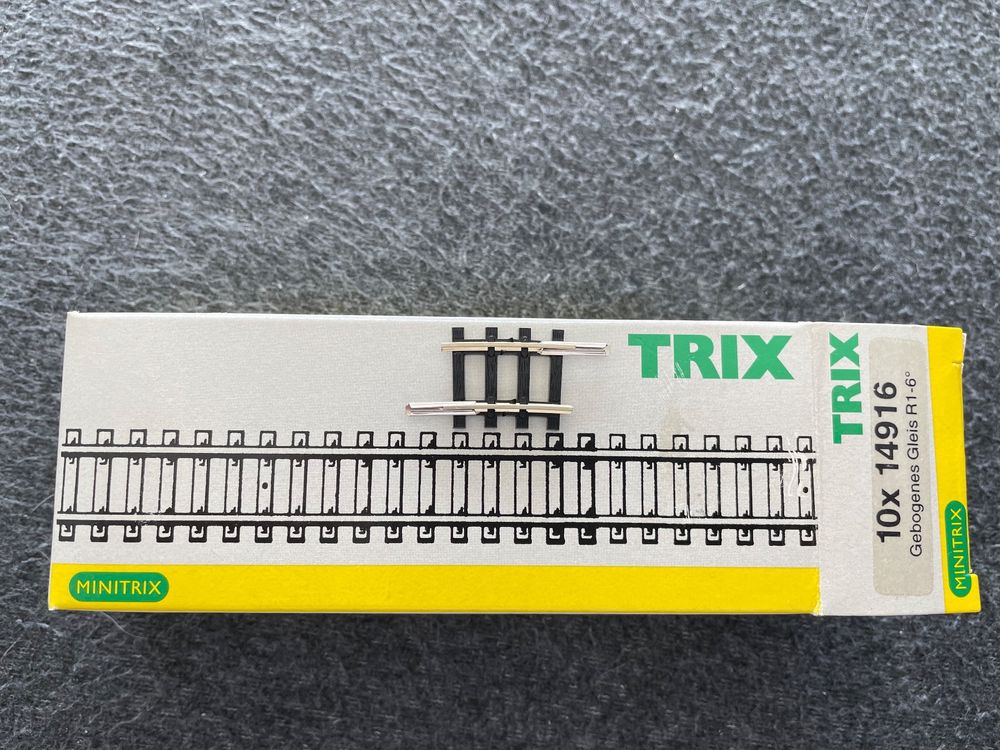 TRIX
MINITRIX
TRIX
10x 14916
Gebogenes Gleis R1-6°
MINITRIX